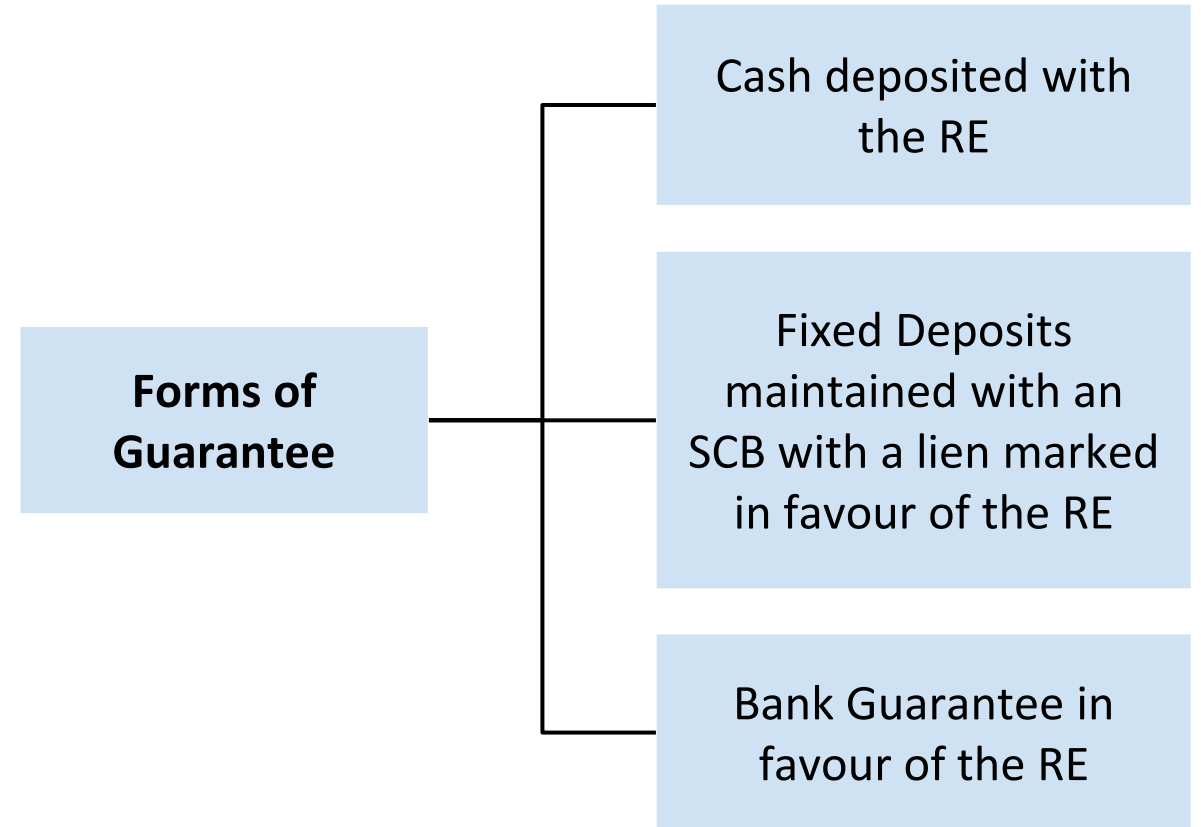 Forms of
Guarantee
Cash deposited with
the RE
Fixed Deposits
maintained with an
SCB with a lien marked
in favour of the RE
Bank Guarantee in
favour of the RE